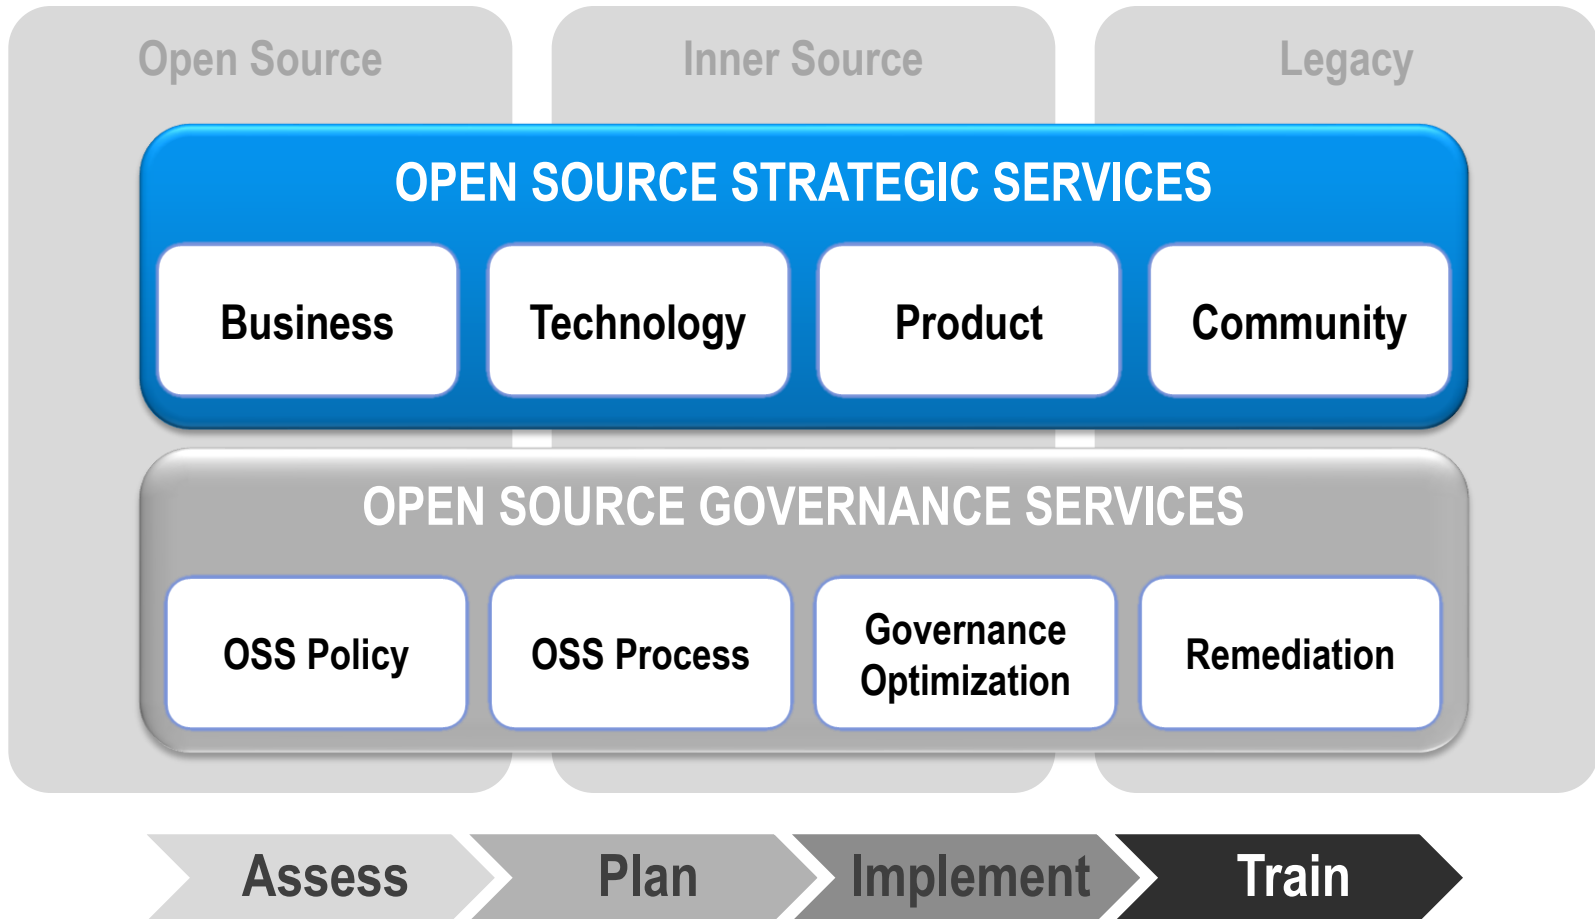 Open Source
Inner Source
Legacy
OPEN SOURCE STRATEGIC SERVICES
Business
Technology
Product
Community
OPEN SOURCE GOVERNANCE SERVICES
OSS Policy
OSS Process
Governance
Optimization
Remediation
Assess
Plan
Implement
Train